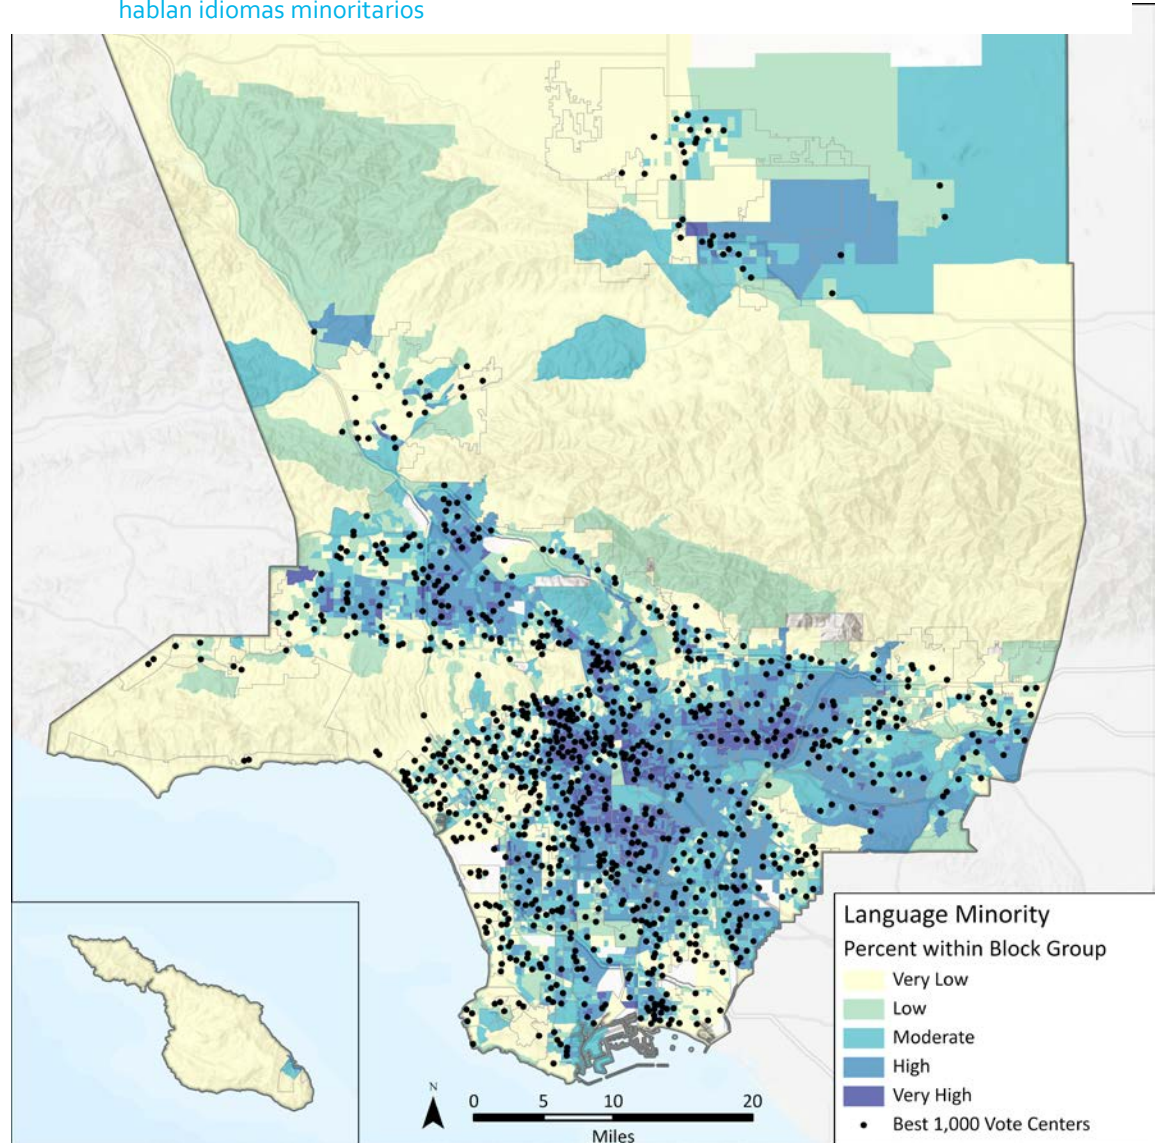 hablan idiomas minoritarios
Language Minority
Percent within Block Group
Very Low
Low
Moderate
High
Very High
Best 1,000 Vote Centers
N
0 5 10 20
Miles